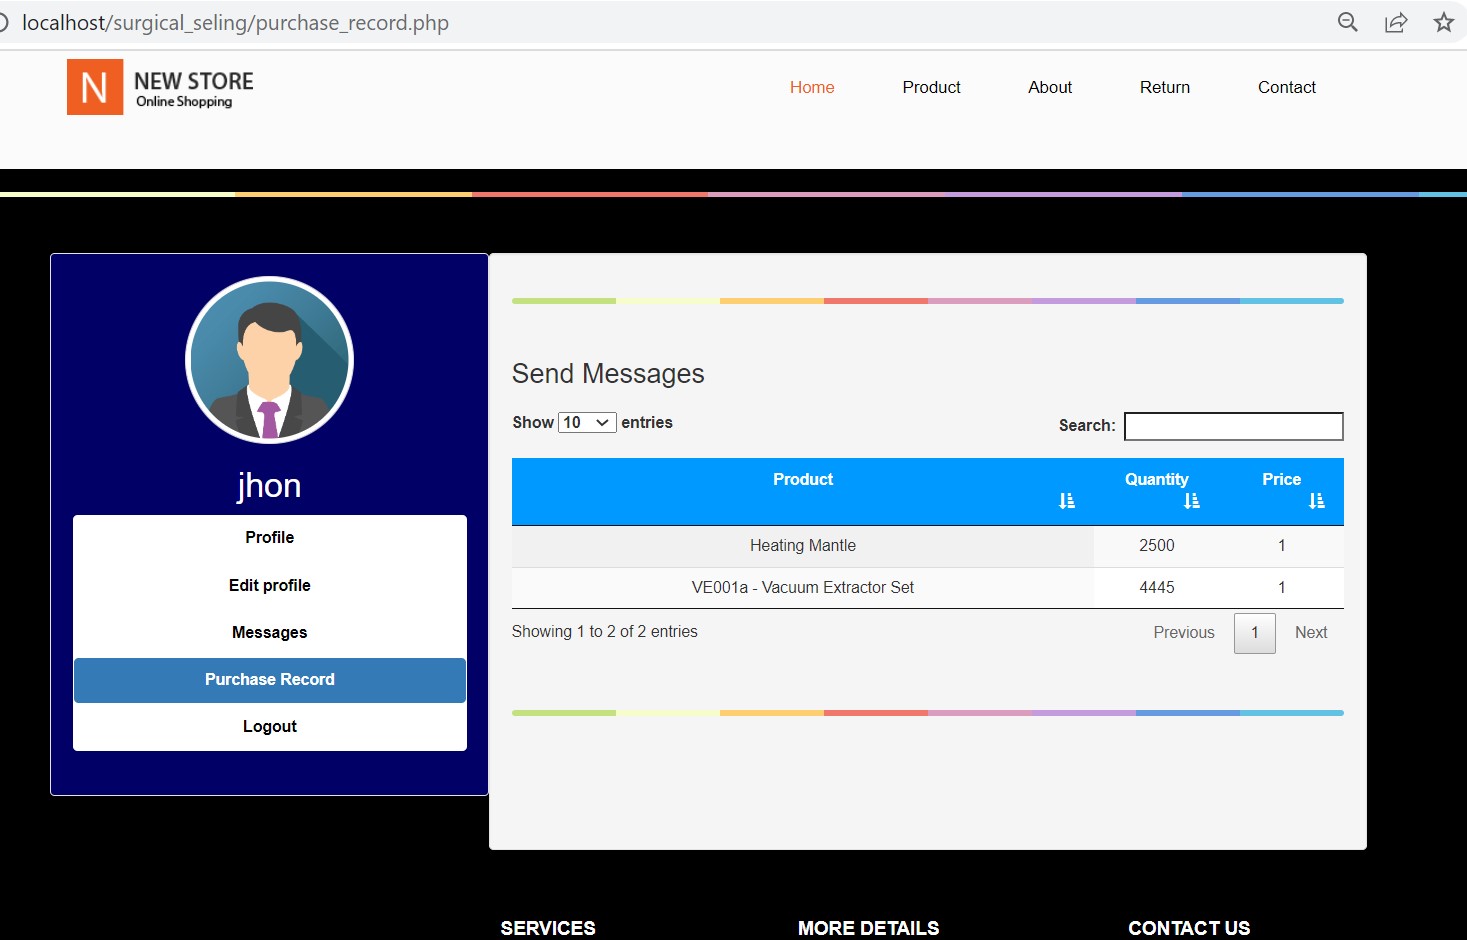 localhost/surgical_seling/purchase_record.php
N NEW STORE
Online Shopping
Home Product About Return Contact
jhon
Profile
Edit profile
Messages
Purchase Record
Logout
Send Messages
Show 10 entries Search:
Product Quantity Price
Heating Mantle 2500 1
VE001a - Vacuum Extractor Set 4445 1
Showing 1 to 2 of 2 entries Previous 1 Next
SERVICES MORE DETAILS CONTACT US